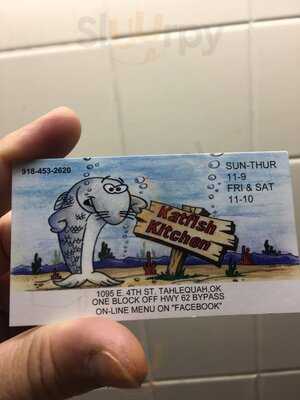 Sluurpy
918-453-2620
SUN-THUR
11-9
FRI & SAT
11-10
Katfish
Kitchen
1095 E. 4TH ST. TAHLEQUAH,OK
ONE BLOCK OFF HWY 62 BYPASS
ON-LINE MENU ON "FACEBOOK"